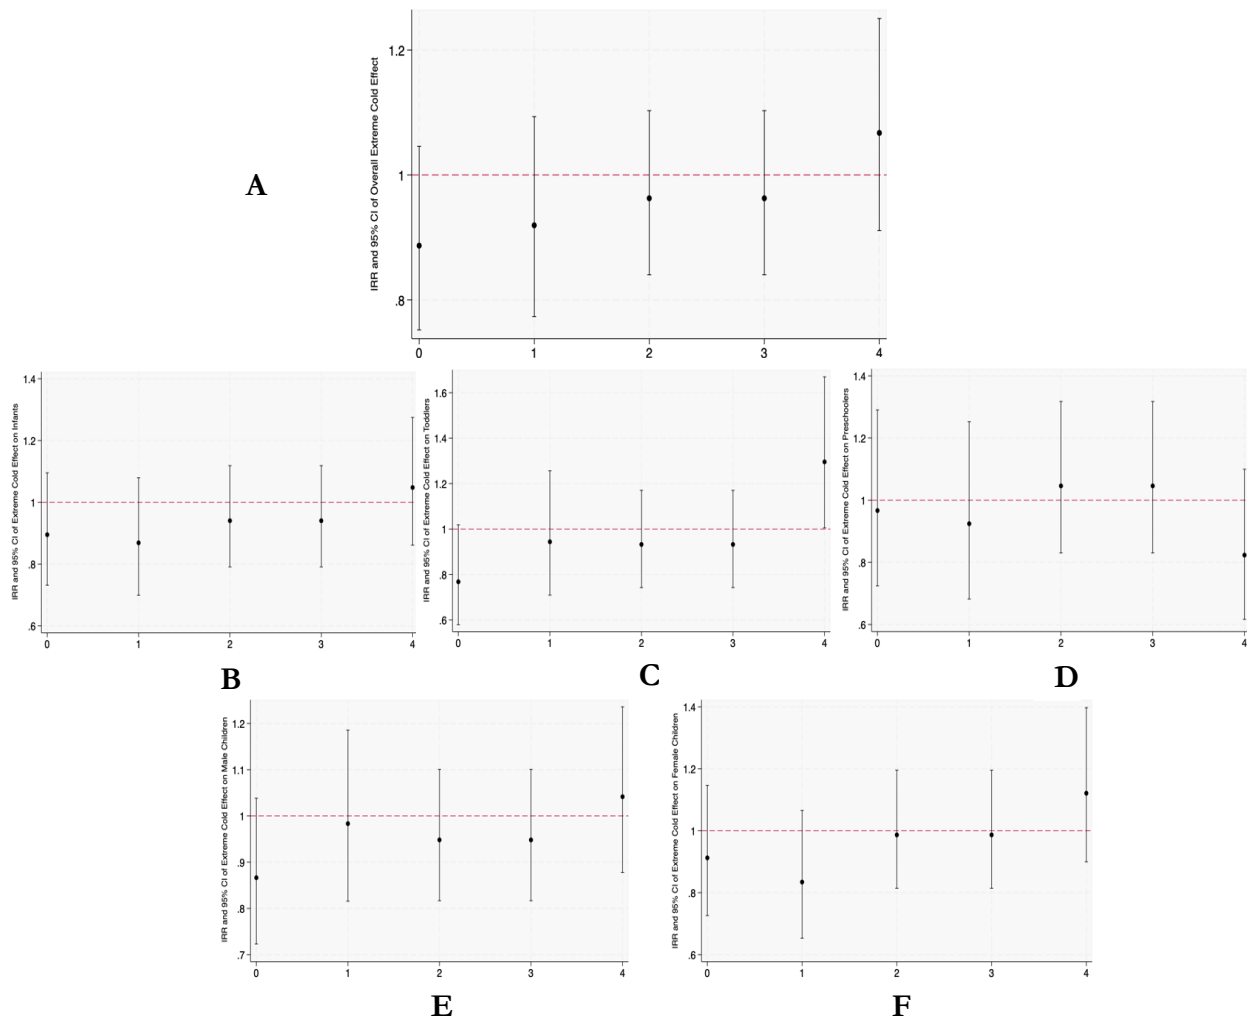 A
IRR and 95% CI of Overall Extreme Cold Effect
1.2
1
.8
0 1 2 3 4
IRR and 95% CI of Extreme Cold Effect on Infants
1.4
1.2
1
.8
.6
0 1 2 3 4
B
IRR and 95% CI of Extreme Cold Effect on Toddlers
1.6
1.4
1.2
1
.8
.6
0 1 2 3 4
C
IRR and 95% CI of Extreme Cold Effect on Preschoolers
1.4
1.2
1
.8
.6
0 1 2 3 4
D
IRR and 95% CI of Extreme Cold Effect on Male Children
1.2
1.1
1
.9
.8
.7
0 1 2 3 4
E
IRR and 95% CI of Extreme Cold Effect on Female Children
1.4
1.2
1
.8
.6
0 1 2 3 4
F